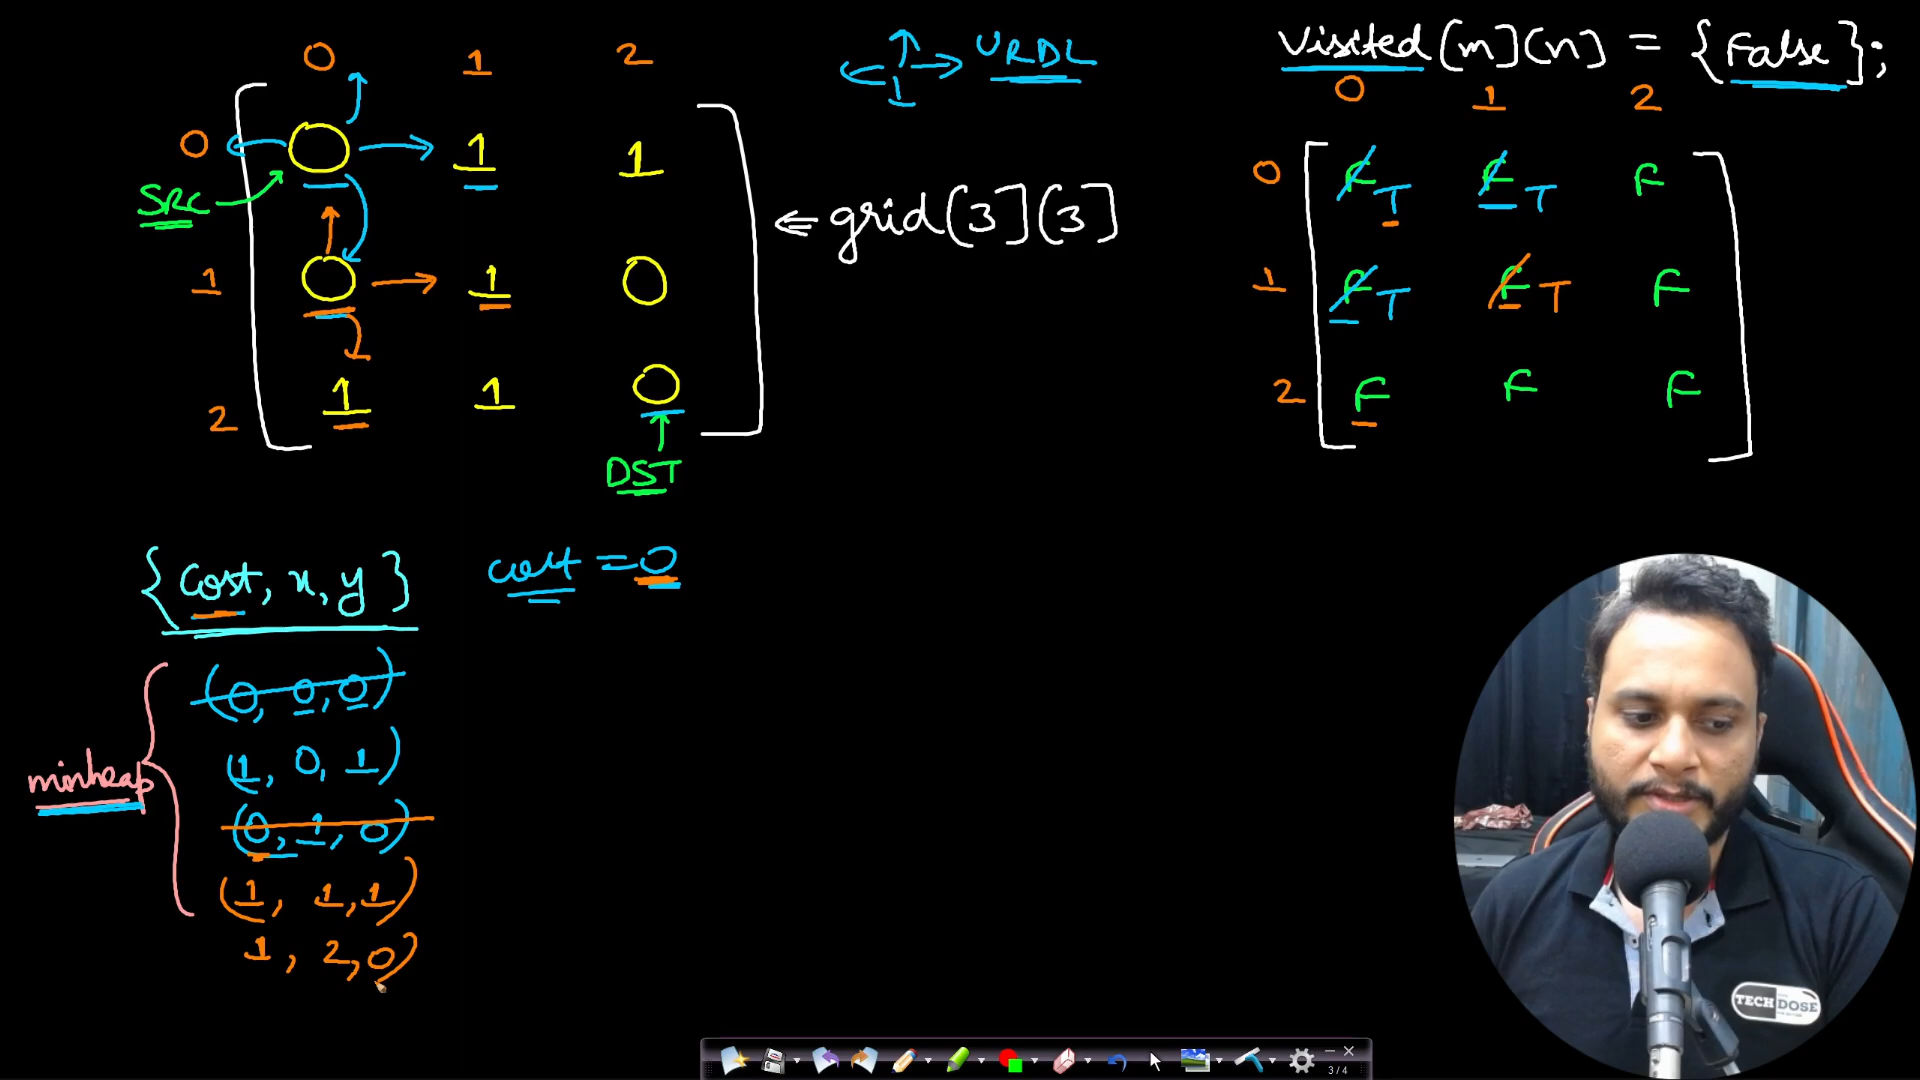 0 1 2
URDL
Visited[m][n] = {False};
0 1 1
SRC
1 0 1 0
2 1 1 0
DST
⇐ grid[3][3]
0 1 2
0 F T F T F
1 F T F T F
2 F F F
{cost, x, y} cost = 0
minheap
(0, 0, 0)
(1, 0, 1)
(0, 1, 0)
(1, 1, 1)
1, 2, 0)
TECH DOSE
3/4